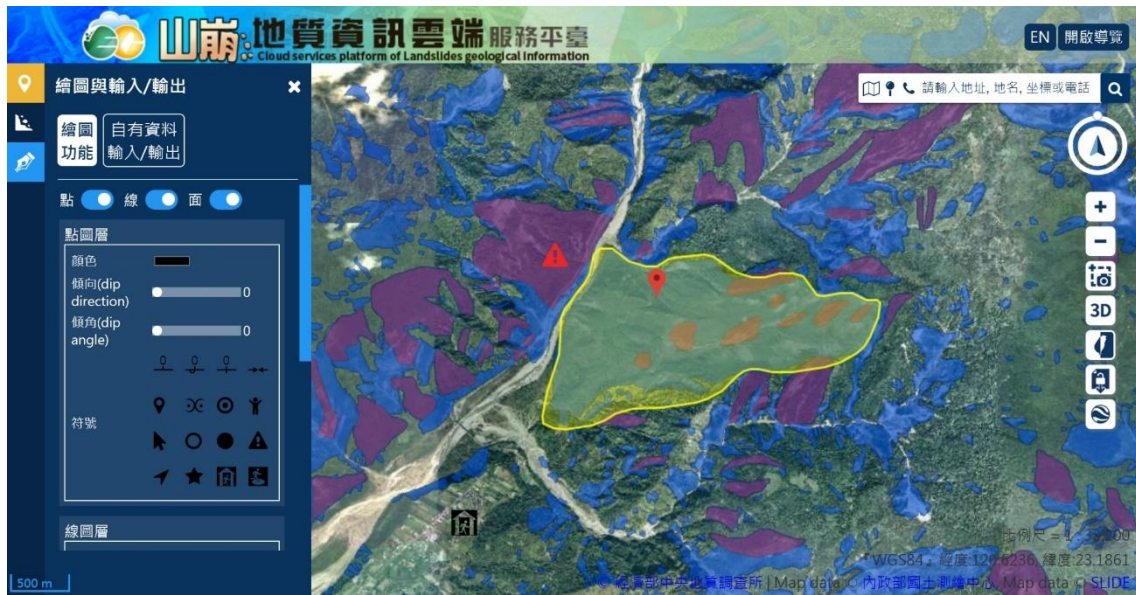 山崩地質資訊雲端服務平臺
Cloud services platform of Landslides geological Information
EN 開啟導覽
繪圖與輸入/輸出
繪圖
功能
自有資料
輸入/輸出
請輸入地址, 地名, 坐標或電話
點 線 面
點圖層
顏色
傾向(dip
direction)
0
傾角(dip
angle)
0
符號
線圖層
3D
500 m
比例尺 = 1 :
『WGS84』經度:120.6236, 緯度:23.1861
© 經濟部中央地質調查所 | Map data © 內政部國土測繪中心, Map data © SLIDE